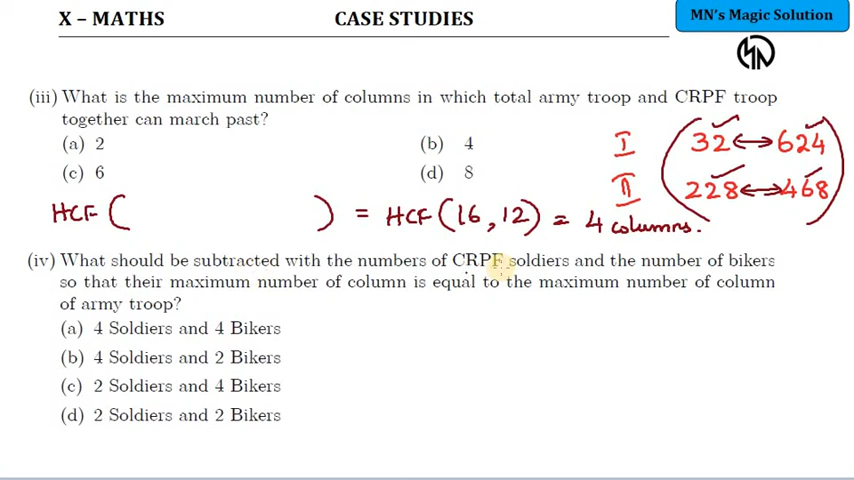 X – MATHS CASE STUDIES MN's Magic Solution
MN
(iii) What is the maximum number of columns in which total army troop and CRPF troop
together can march past?
(a) 2 (b) 4
(c) 6 (d) 8
I 32 ↔ 624
II 228 ↔ 468
HCF ( ) = HCF (16, 12) = 4 columns.
(iv) What should be subtracted with the numbers of CRPF soldiers and the number of bikers
so that their maximum number of column is equal to the maximum number of column
of army troop?
(a) 4 Soldiers and 4 Bikers
(b) 4 Soldiers and 2 Bikers
(c) 2 Soldiers and 4 Bikers
(d) 2 Soldiers and 2 Bikers